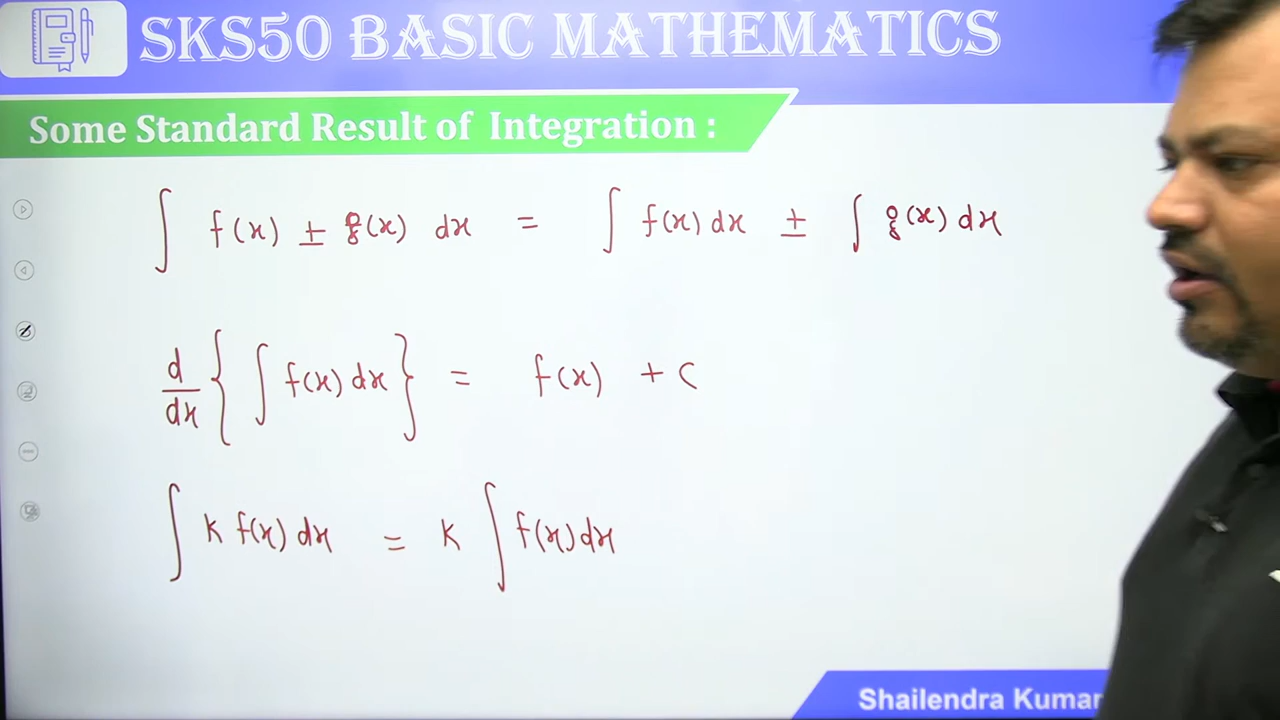 SKS50 BASIC MATHEMATICS
Some Standard Result of Integration :
∫ f(x) ± g(x) dx = ∫ f(x) dx ± ∫ g(x) dx
d/dx { ∫ f(x) dx } = f(x) + c
∫ K f(x) dx = K ∫ f(x) dx
Shailendra Kumar